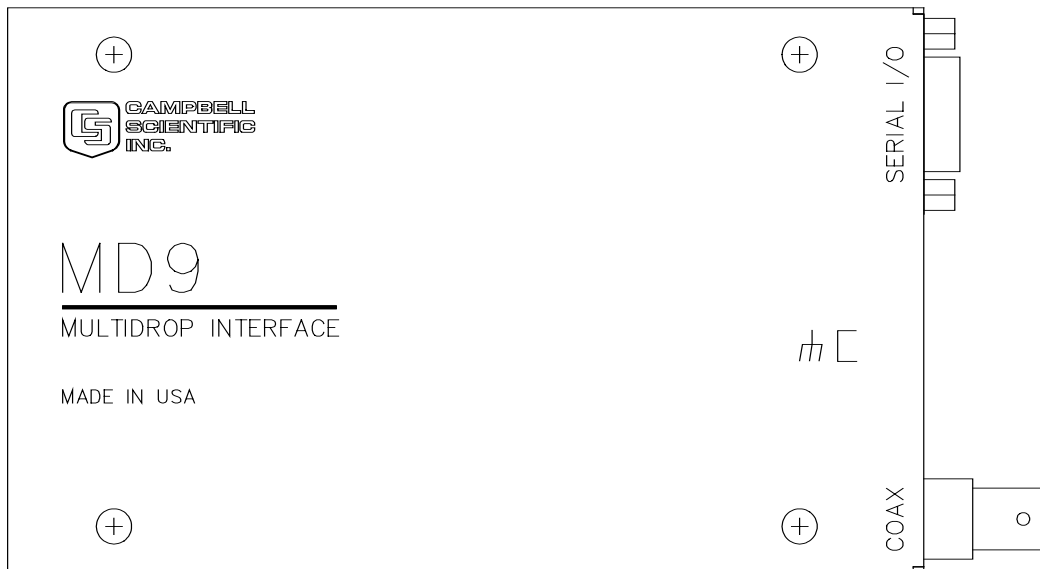 CAMPBELL
SCIENTIFIC
INC.
MD9
MULTIDROP INTERFACE
MADE IN USA
SERIAL I/O
COAX